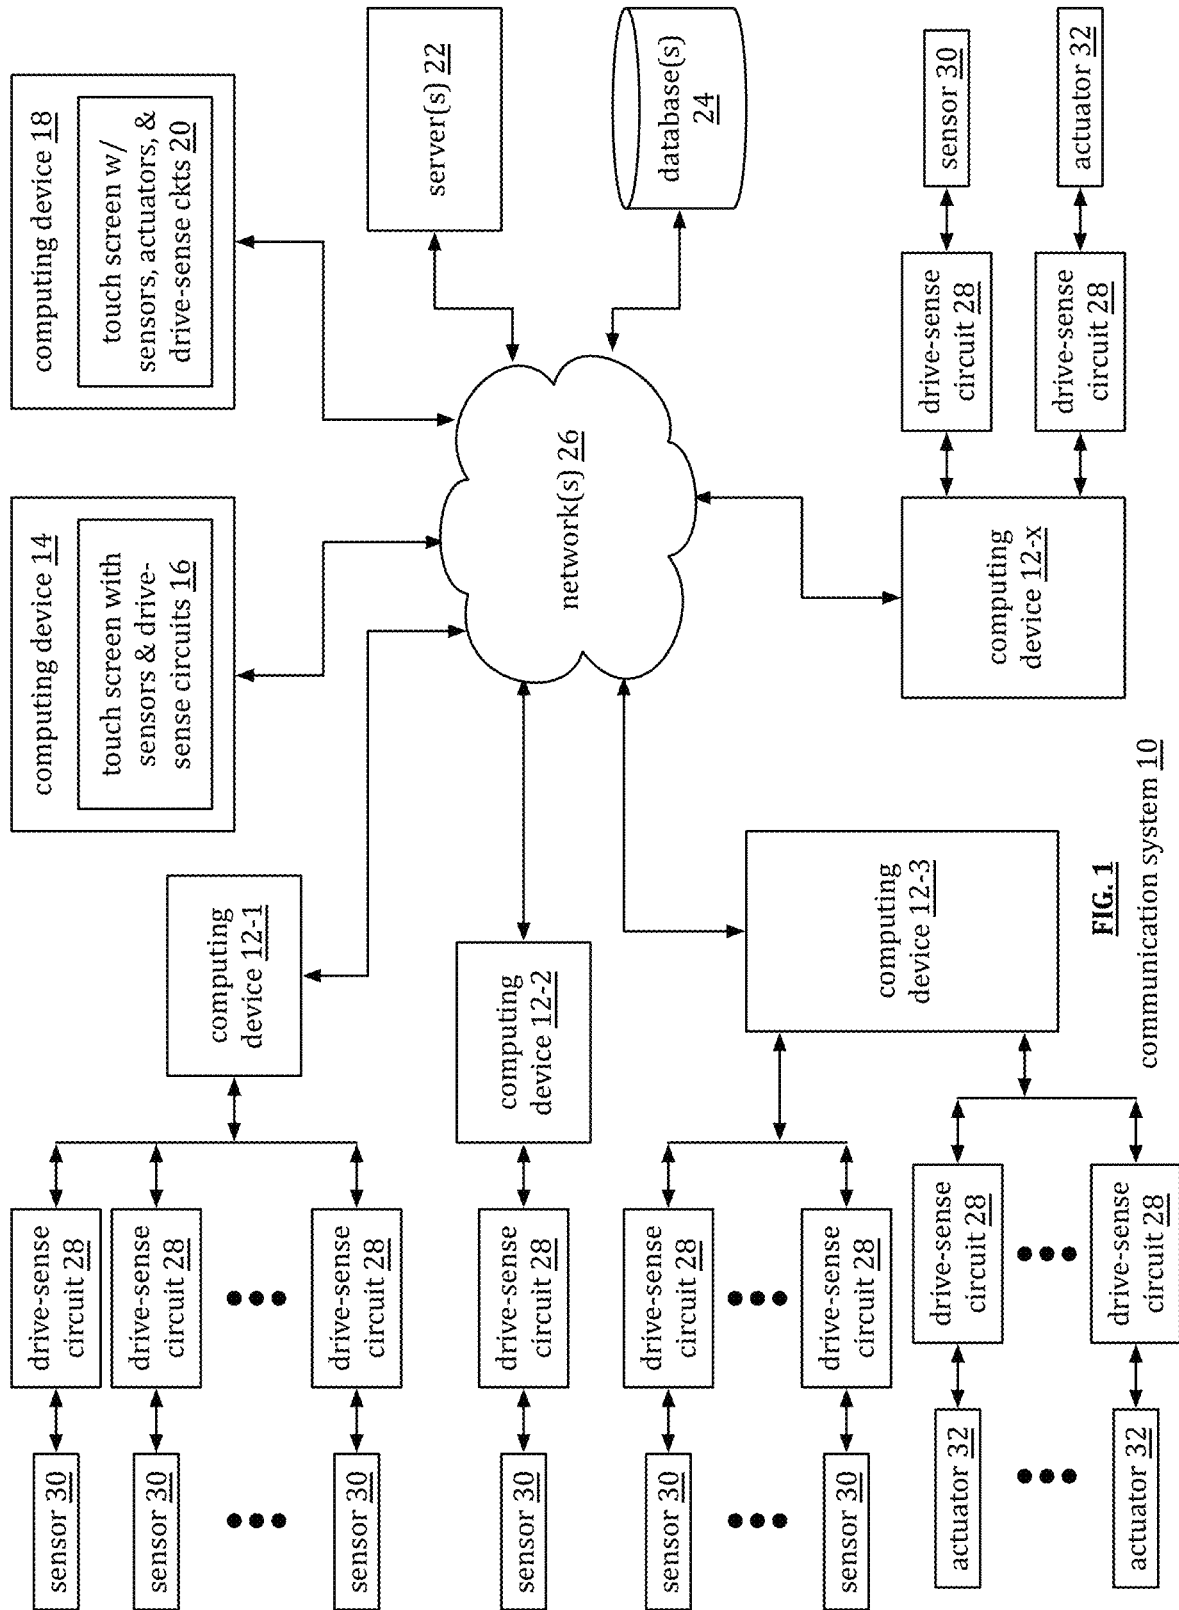 sensor 30
drive-sense
circuit 28
sensor 30
drive-sense
circuit 28
sensor 30
drive-sense
circuit 28
computing
device 12-1
computing device 14
touch screen with
sensors & drive-
sense circuits 16
computing device 18
touch screen w/
sensors, actuators, &
drive-sense ckts 20
sensor 30
drive-sense
circuit 28
computing
device 12-2
network(s) 26
server(s) 22
database(s)
24
sensor 30
drive-sense
circuit 28
sensor 30
drive-sense
circuit 28
computing
device 12-3
actuator 32
drive-sense
circuit 28
actuator 32
drive-sense
circuit 28
computing
device 12-x
drive-sense
circuit 28
sensor 30
drive-sense
circuit 28
actuator 32
FIG. 1
communication system 10